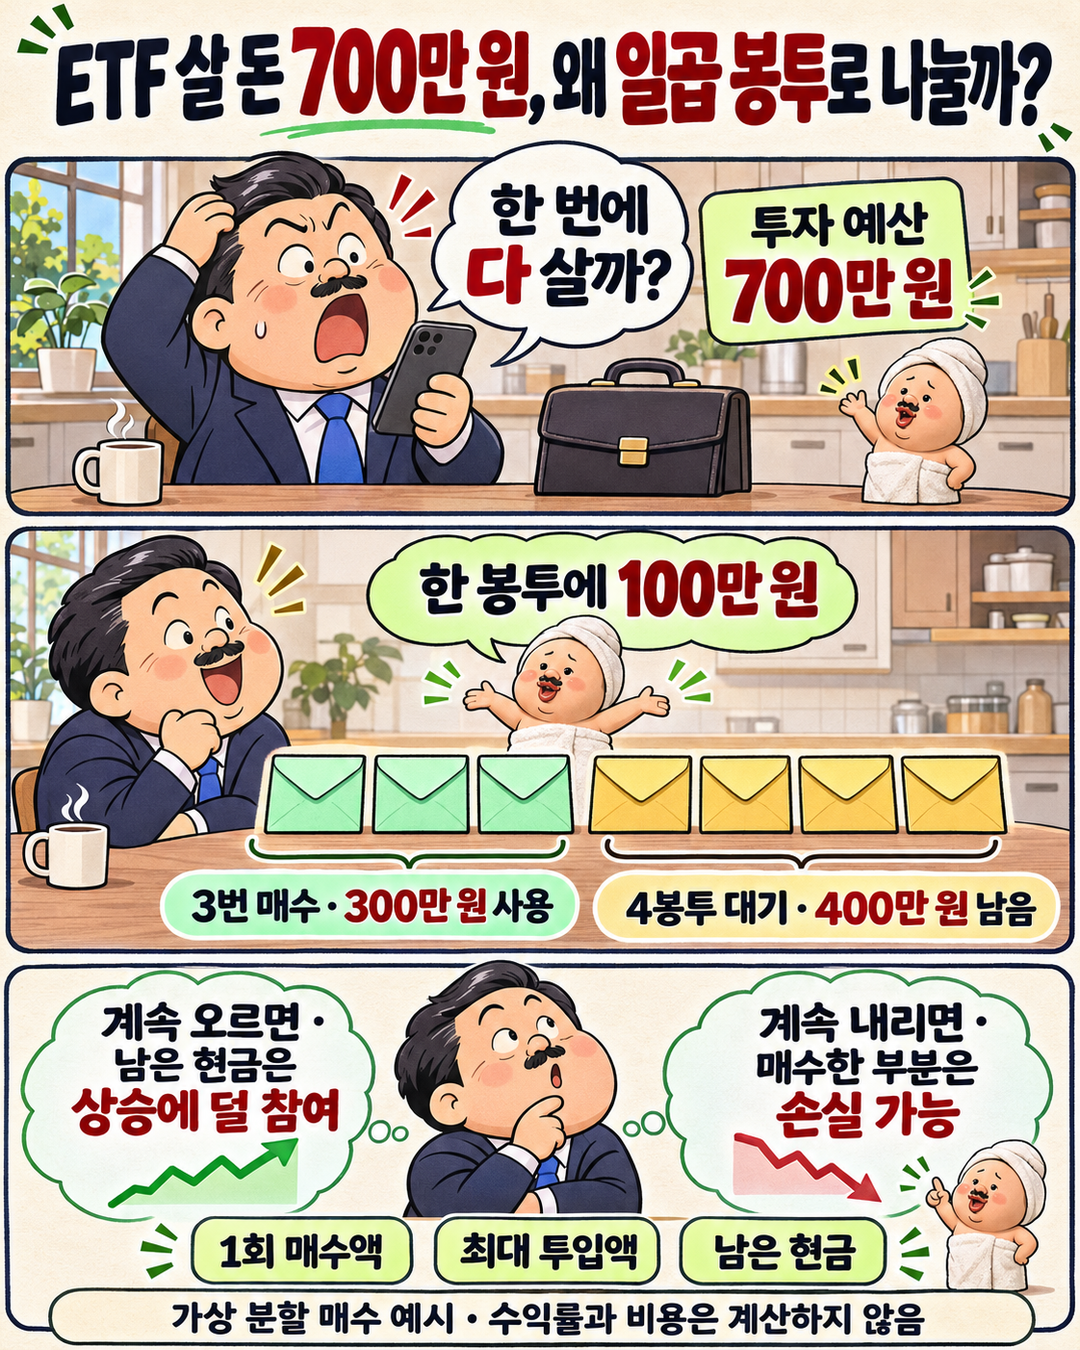 ETF 살 돈 700만 원, 왜 일곱 봉투로 나눌까?
한 번에
다 살까?
투자 예산
700만 원
한 봉투에 100만 원
3번 매수 · 300만 원 사용
4봉투 대기 · 400만 원 남음
계속 오르면 ·
남은 현금은
상승에 덜 참여
계속 내리면 ·
매수한 부분은
손실 가능
1회 매수액
최대 투입액
남은 현금
가상 분할 매수 예시 · 수익률과 비용은 계산하지 않음